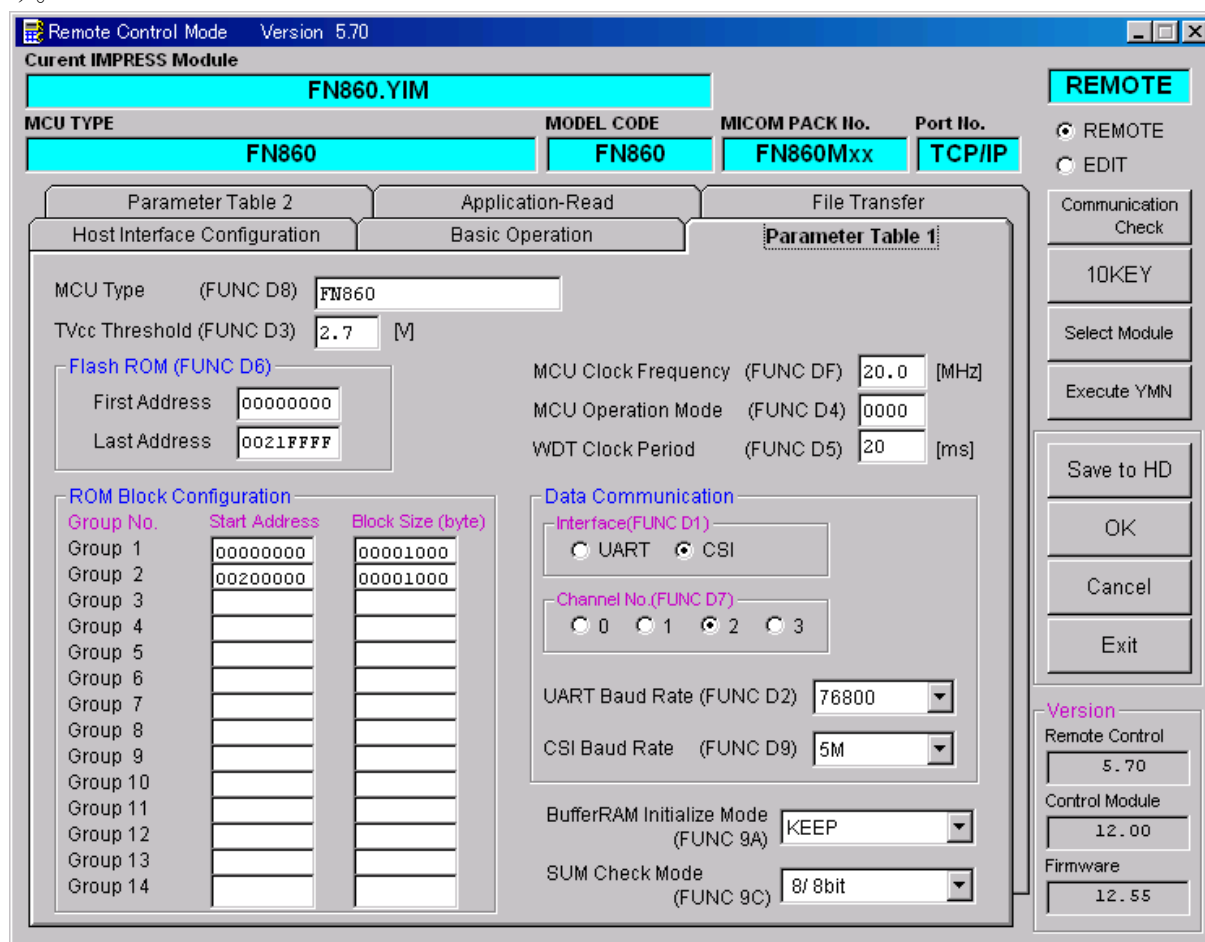 Remote Control Mode Version 5.70
Curent IMPRESS Module
FN860.YIM
REMOTE
MCU TYPE MODEL CODE MICOM PACK No. Port No.
FN860 FN860 FN860Mxx TCP/IP
REMOTE
EDIT
Parameter Table 2 Application-Read File Transfer
Host Interface Configuration Basic Operation Parameter Table 1
Communication
Check
10KEY
Select Module
Execute YMN
Save to HD
OK
Cancel
Exit
MCU Type (FUNC D8) FN860
TVcc Threshold (FUNC D3) 2.7 [V]
Flash ROM (FUNC D6)
First Address 00000000
Last Address 0021FFFF
MCU Clock Frequency (FUNC DF) 20.0 [MHz]
MCU Operation Mode (FUNC D4) 0000
WDT Clock Period (FUNC D5) 20 [ms]
ROM Block Configuration
Group No. Start Address Block Size (byte)
Group 1 00000000 00001000
Group 2 00200000 00001000
Group 3
Group 4
Group 5
Group 6
Group 7
Group 8
Group 9
Group 10
Group 11
Group 12
Group 13
Group 14
Data Communication
Interface(FUNC D1)
UART CSI
Channel No.(FUNC D7)
0 1 2 3
UART Baud Rate (FUNC D2) 76800
CSI Baud Rate (FUNC D9) 5M
BufferRAM Initialize Mode
(FUNC 9A) KEEP
SUM Check Mode
(FUNC 9C) 8/ 8bit
Version
Remote Control
5.70
Control Module
12.00
Firmware
12.55